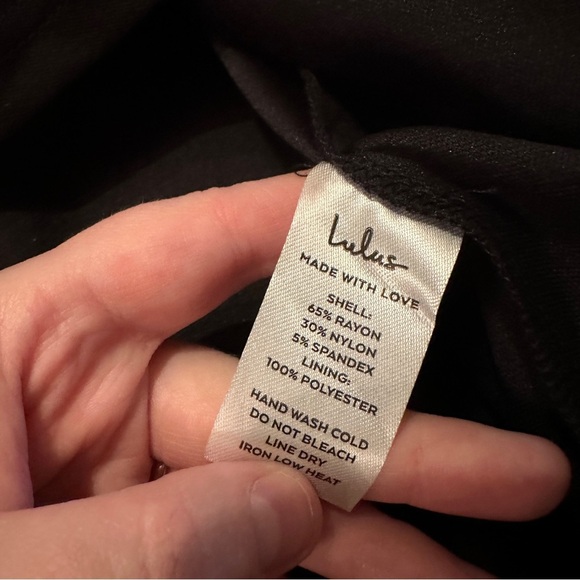 Lulus
MADE WITH LOVE
SHELL:
65% RAYON
30% NYLON
5% SPANDEX
LINING:
100% POLYESTER
HAND WASH COLD
DO NOT BLEACH
LINE DRY
IRON LOW HEAT